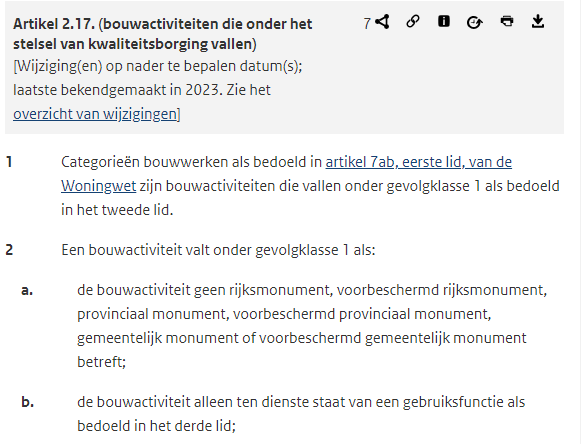 Artikel 2.17. (bouwactiviteiten die onder het
stelsel van kwaliteitsborging vallen)
7
[Wijziging(en) op nader te bepalen datum(s);
laatste bekendgemaakt in 2023. Zie het
overzicht van wijzigingen]
1 Categorieën bouwwerken als bedoeld in artikel 7ab, eerste lid, van de
Woningwet zijn bouwactiviteiten die vallen onder gevolgklasse 1 als bedoeld
in het tweede lid.
2 Een bouwactiviteit valt onder gevolgklasse 1 als:
a. de bouwactiviteit geen rijksmonument, voorbeschermd rijksmonument,
provinciaal monument, voorbeschermd provinciaal monument,
gemeentelijk monument of voorbeschermd gemeentelijk monument
betreft;
b. de bouwactiviteit alleen ten dienste staat van een gebruiksfunctie als
bedoeld in het derde lid;